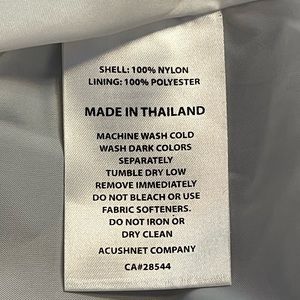 SHELL: 100% NYLON
LINING: 100% POLYESTER
MADE IN THAILAND
MACHINE WASH COLD
WASH DARK COLORS
SEPARATELY
TUMBLE DRY LOW
REMOVE IMMEDIATELY
DO NOT BLEACH OR USE
FABRIC SOFTENERS.
DO NOT IRON OR
DRY CLEAN
ACUSHNET COMPANY
CA#28544